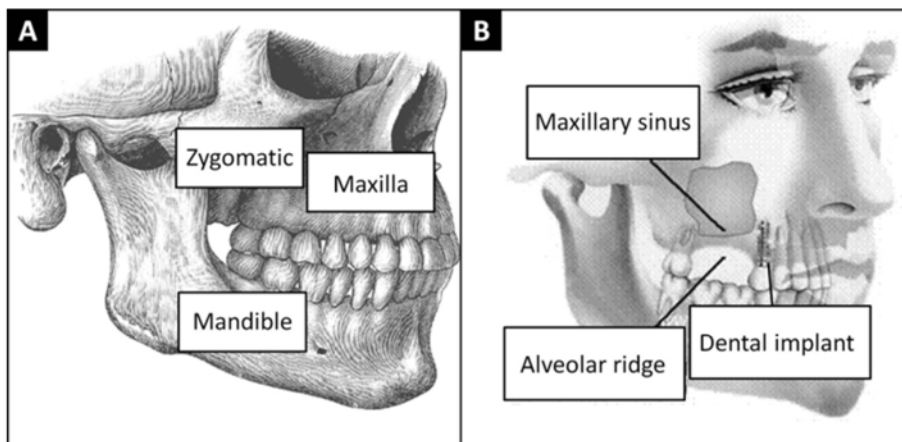 A
B
Zygomatic
Maxilla
Mandible
Maxillary sinus
Alveolar ridge
Dental implant